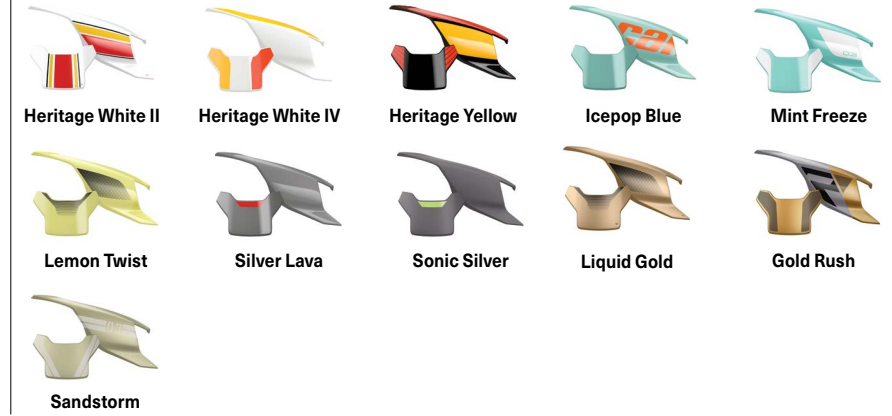 Heritage White II
Heritage White IV
Heritage Yellow
Icepop Blue
Mint Freeze
Lemon Twist
Silver Lava
Sonic Silver
Liquid Gold
Gold Rush
Sandstorm